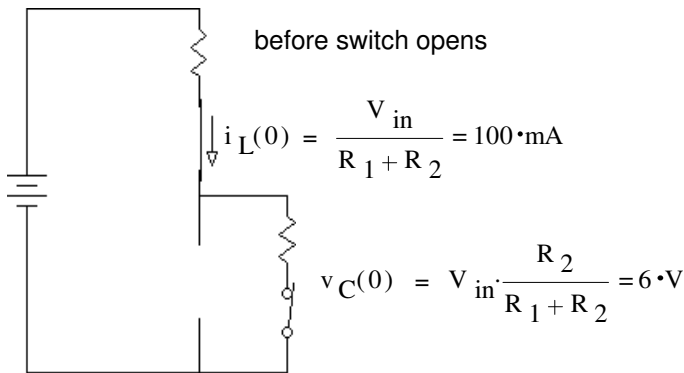 before switch opens
i L(0) = V in / R 1 + R 2 = 100 •mA
v C(0) = V in · R 2 / R 1 + R 2 = 6 •V